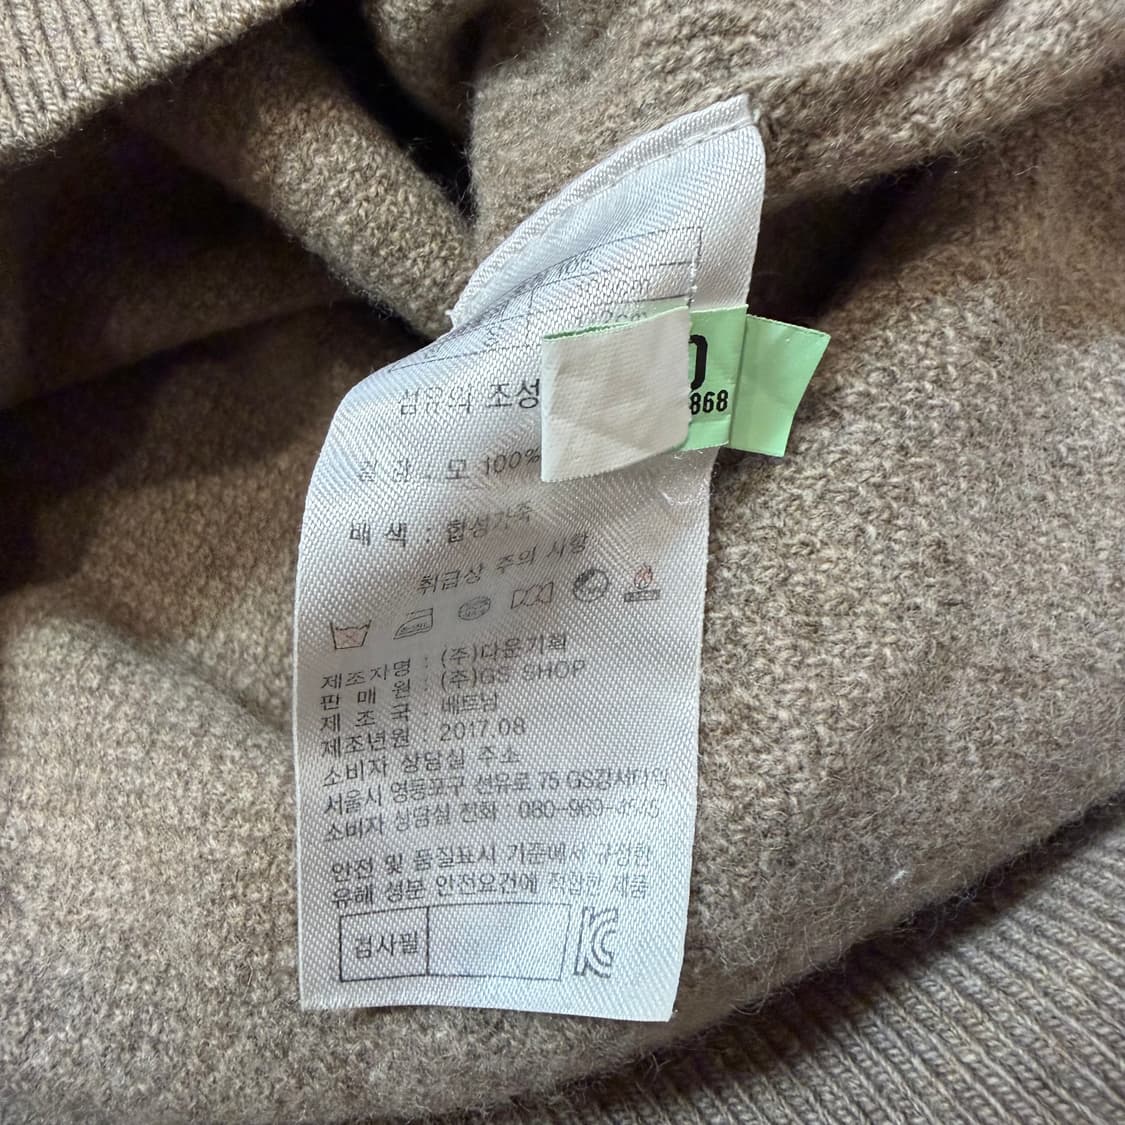 섬유의 조성
겉감 : 모 100%
배 색 : 합성가죽
취급상 주의 사항
제조자명 : (주)다운기획
판 매 원 : (주)GS SHOP
제 조 국 : 베트남
제조년월 : 2017.08
소비자 상담실 주소
서울시 영등포구 선유로 75 GS강서타워
소비자 상담실 전화 080-969-4545
안전 및 품질표시 기준에서 규정한
유해 성분 안전요건에 적합한 제품
검사필
868